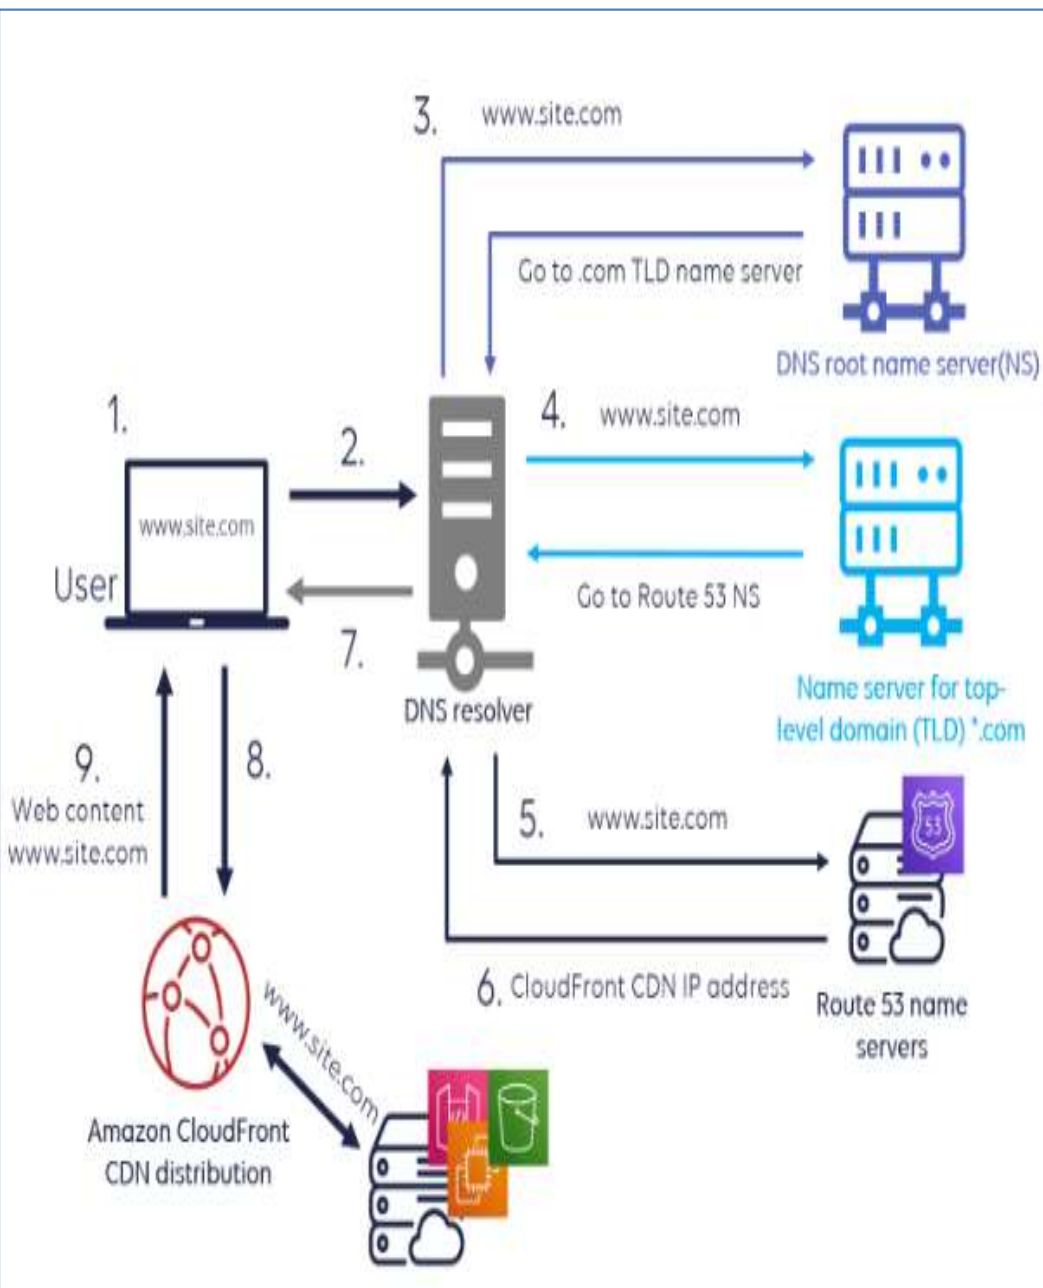 3.
www.site.com
Go to .com TLD name server
DNS root name server(NS)
1.
www.site.com
User
2.
4.
www.site.com
Go to Route 53 NS
7.
DNS resolver
Name server for top-
level domain (TLD) *.com
9.
Web content
www.site.com
8.
5.
www.site.com
53
6. CloudFront CDN IP address
Route 53 name
servers
www.site.com
Amazon CloudFront
CDN distribution